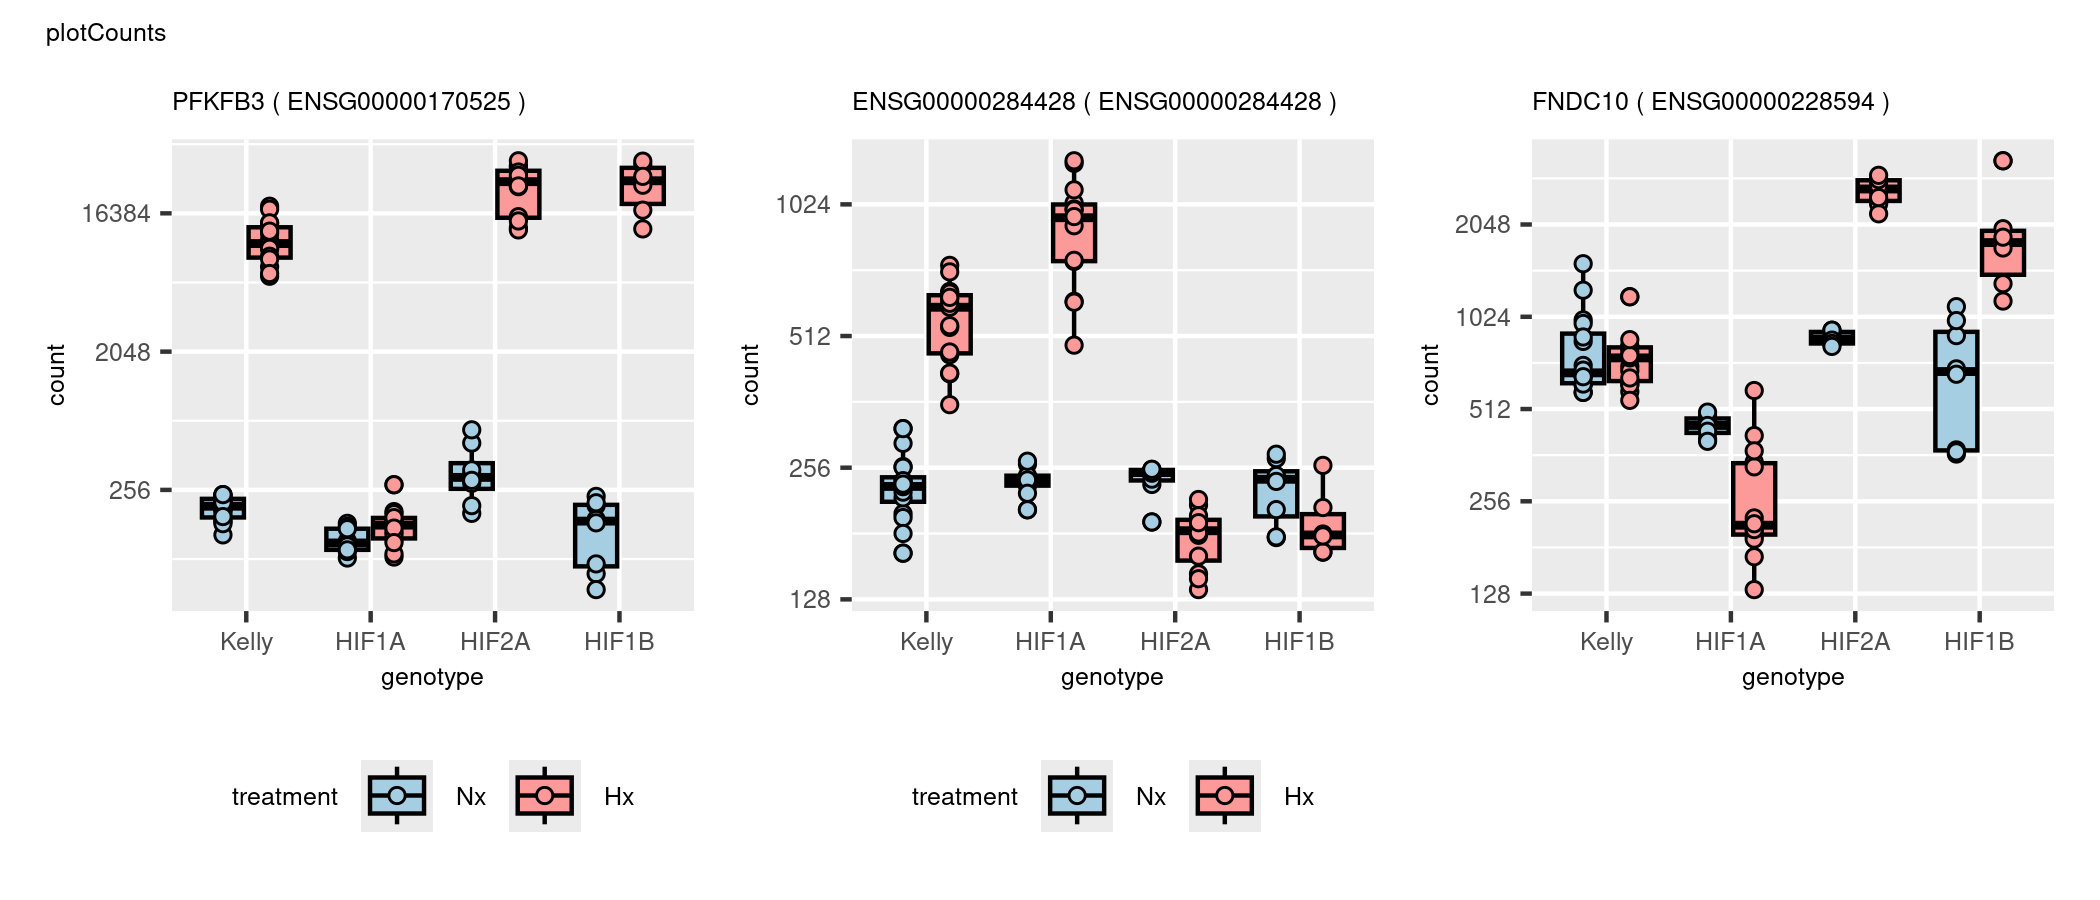 plotCounts
PFKFB3 ( ENSG00000170525 )
16384
2048
256
count
Kelly HIF1A HIF2A HIF1B
genotype
treatment Nx Hx
ENSG00000284428 ( ENSG00000284428 )
1024
512
256
128
count
Kelly HIF1A HIF2A HIF1B
genotype
treatment Nx Hx
FNDC10 ( ENSG00000228594 )
2048
1024
512
256
128
count
Kelly HIF1A HIF2A HIF1B
genotype